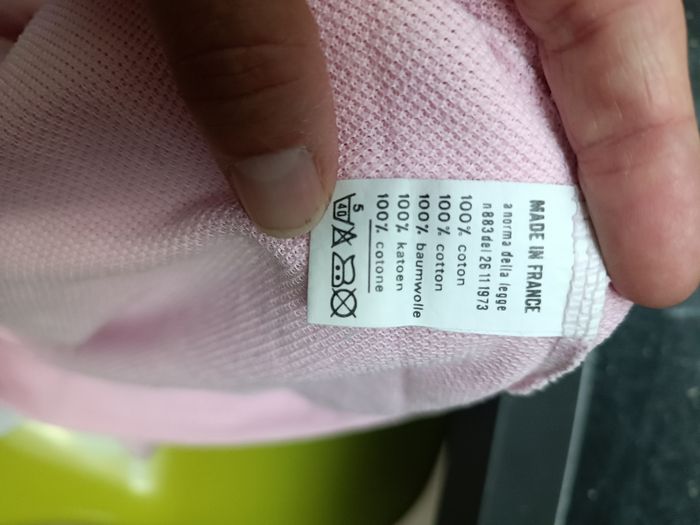 MADE IN FRANCE
a norma della legge
n883 del 26 11 1973
100% coton
100% cotton
100% baumwolle
100% katoen
100% cotone
5
40